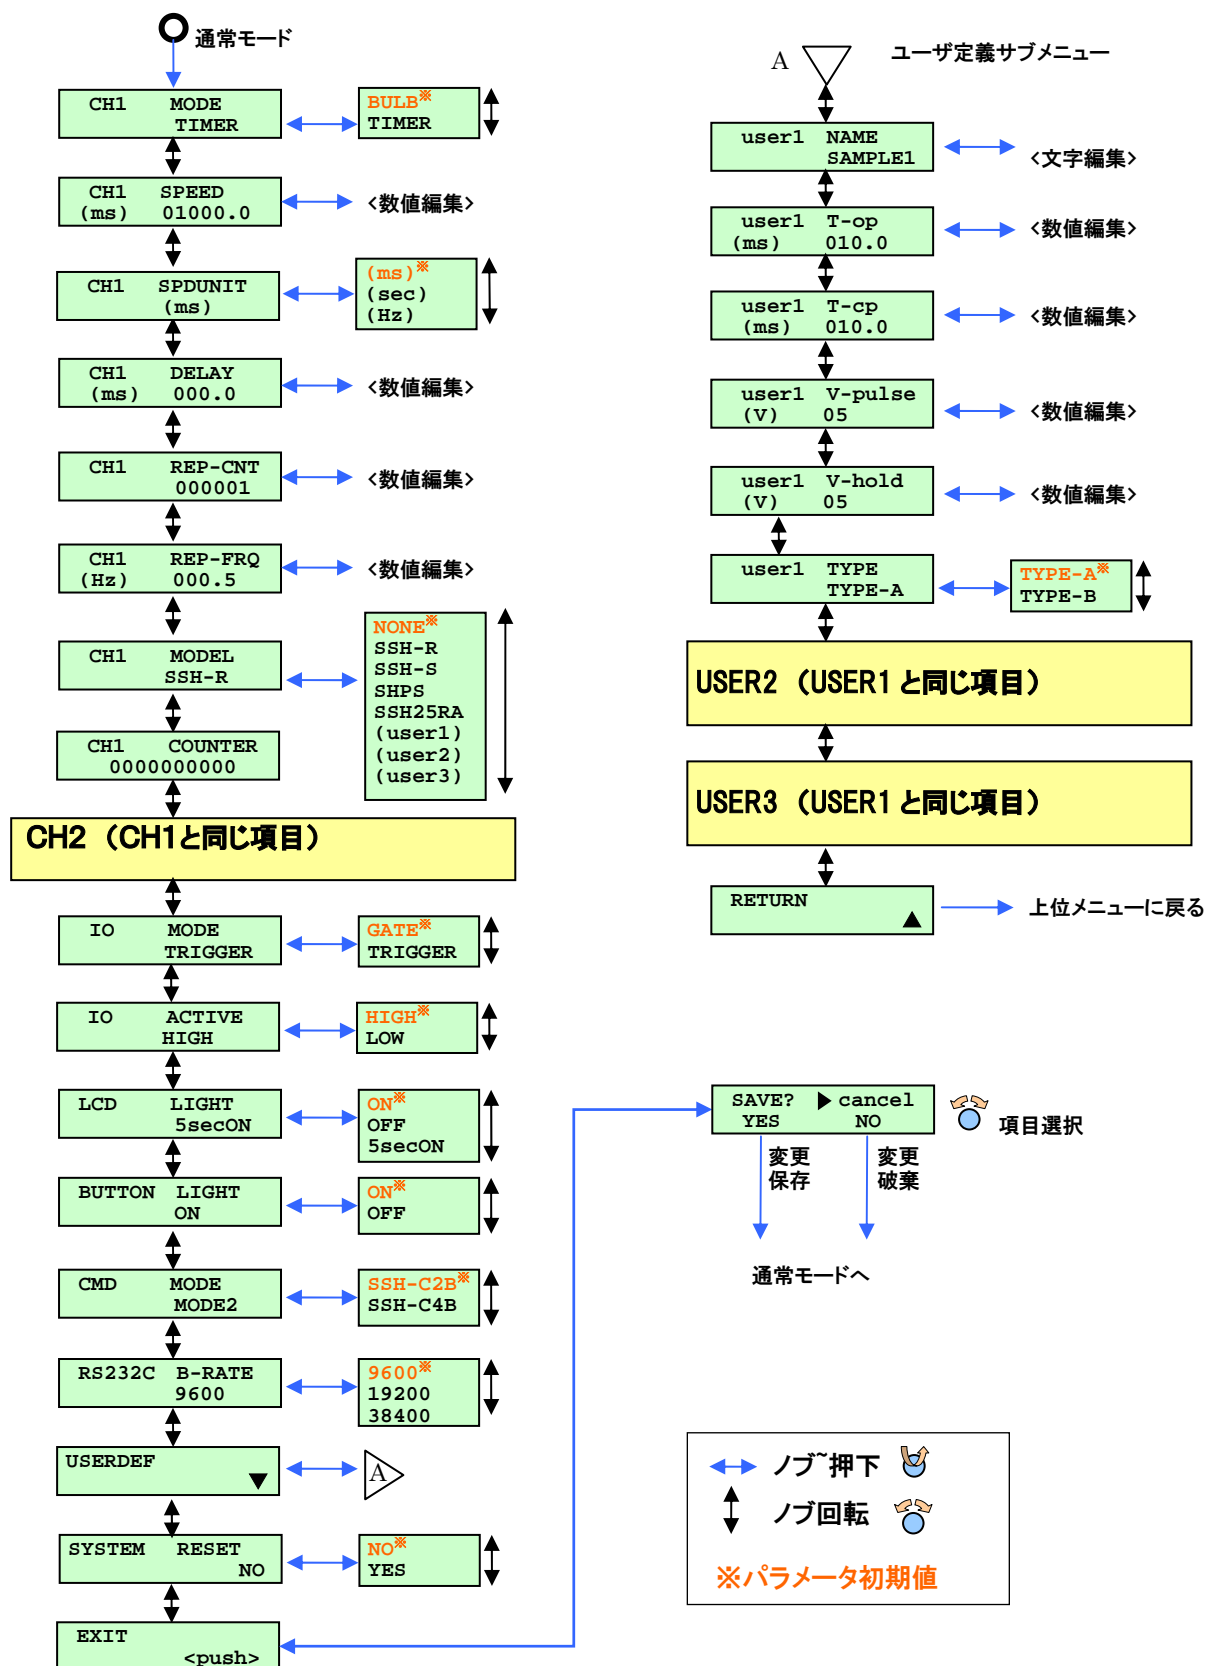 通常モード
CH1 MODE
TIMER
BULB※
TIMER
CH1 SPEED
(ms) 01000.0
<数値編集>
CH1 SPDUNIT
(ms)
(ms)※
(sec)
(Hz)
CH1 DELAY
(ms) 000.0
<数値編集>
CH1 REP-CNT
000001
<数値編集>
CH1 REP-FRQ
(Hz) 000.5
<数値編集>
CH1 MODEL
SSH-R
NONE※
SSH-R
SSH-S
SHPS
SSH25RA
(user1)
(user2)
(user3)
CH1 COUNTER
0000000000
CH2 (CH1と同じ項目)
IO MODE
TRIGGER
GATE※
TRIGGER
IO ACTIVE
HIGH
HIGH※
LOW
LCD LIGHT
5secON
ON※
OFF
5secON
BUTTON LIGHT
ON
ON※
OFF
CMD MODE
MODE2
SSH-C2B※
SSH-C4B
RS232C B-RATE
9600
9600※
19200
38400
USERDEF
▼
A
SYSTEM RESET
NO
NO※
YES
EXIT
<push>
A
ユーザ定義サブメニュー
user1 NAME
SAMPLE1
<文字編集>
user1 T-op
(ms) 010.0
<数値編集>
user1 T-cp
(ms) 010.0
<数値編集>
user1 V-pulse
(V) 05
<数値編集>
user1 V-hold
(V) 05
<数値編集>
user1 TYPE
TYPE-A
TYPE-A※
TYPE-B
USER2 (USER1と同じ項目)
USER3 (USER1と同じ項目)
RETURN
▲
上位メニューに戻る
SAVE? ▶cancel
YES NO
項目選択
変更
保存
変更
破棄
通常モードへ
ノブ~押下
ノブ回転
※パラメータ初期値